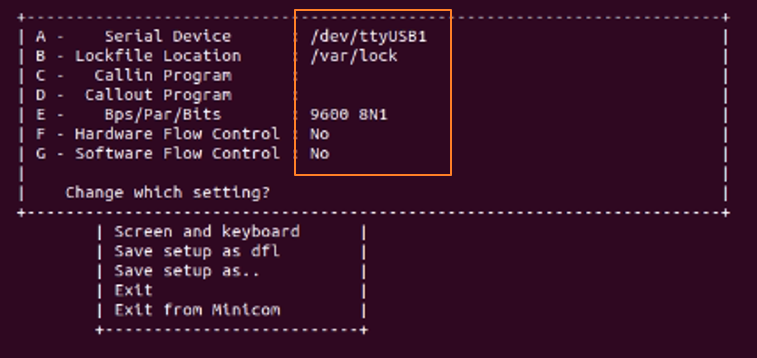 A - Serial Device : /dev/ttyUSB1
B - Lockfile Location : /var/lock
C - Callin Program :
D - Callout Program :
E - Bps/Par/Bits : 9600 8N1
F - Hardware Flow Control : No
G - Software Flow Control : No
Change which setting?
Screen and keyboard
Save setup as dfl
Save setup as..
Exit
Exit from Minicom